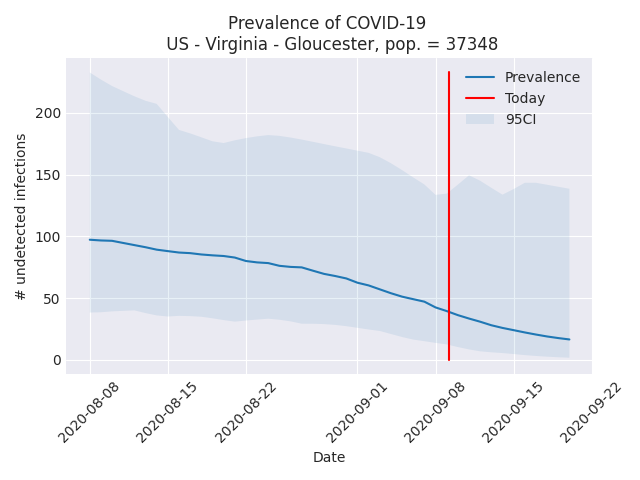 Prevalence of COVID-19
US - Virginia - Gloucester, pop. = 37348
Prevalence
Today
95CI
# undetected infections
200
150
100
50
0
2020-08-08
2020-08-15
2020-08-22
2020-09-01
2020-09-08
2020-09-15
2020-09-22
Date